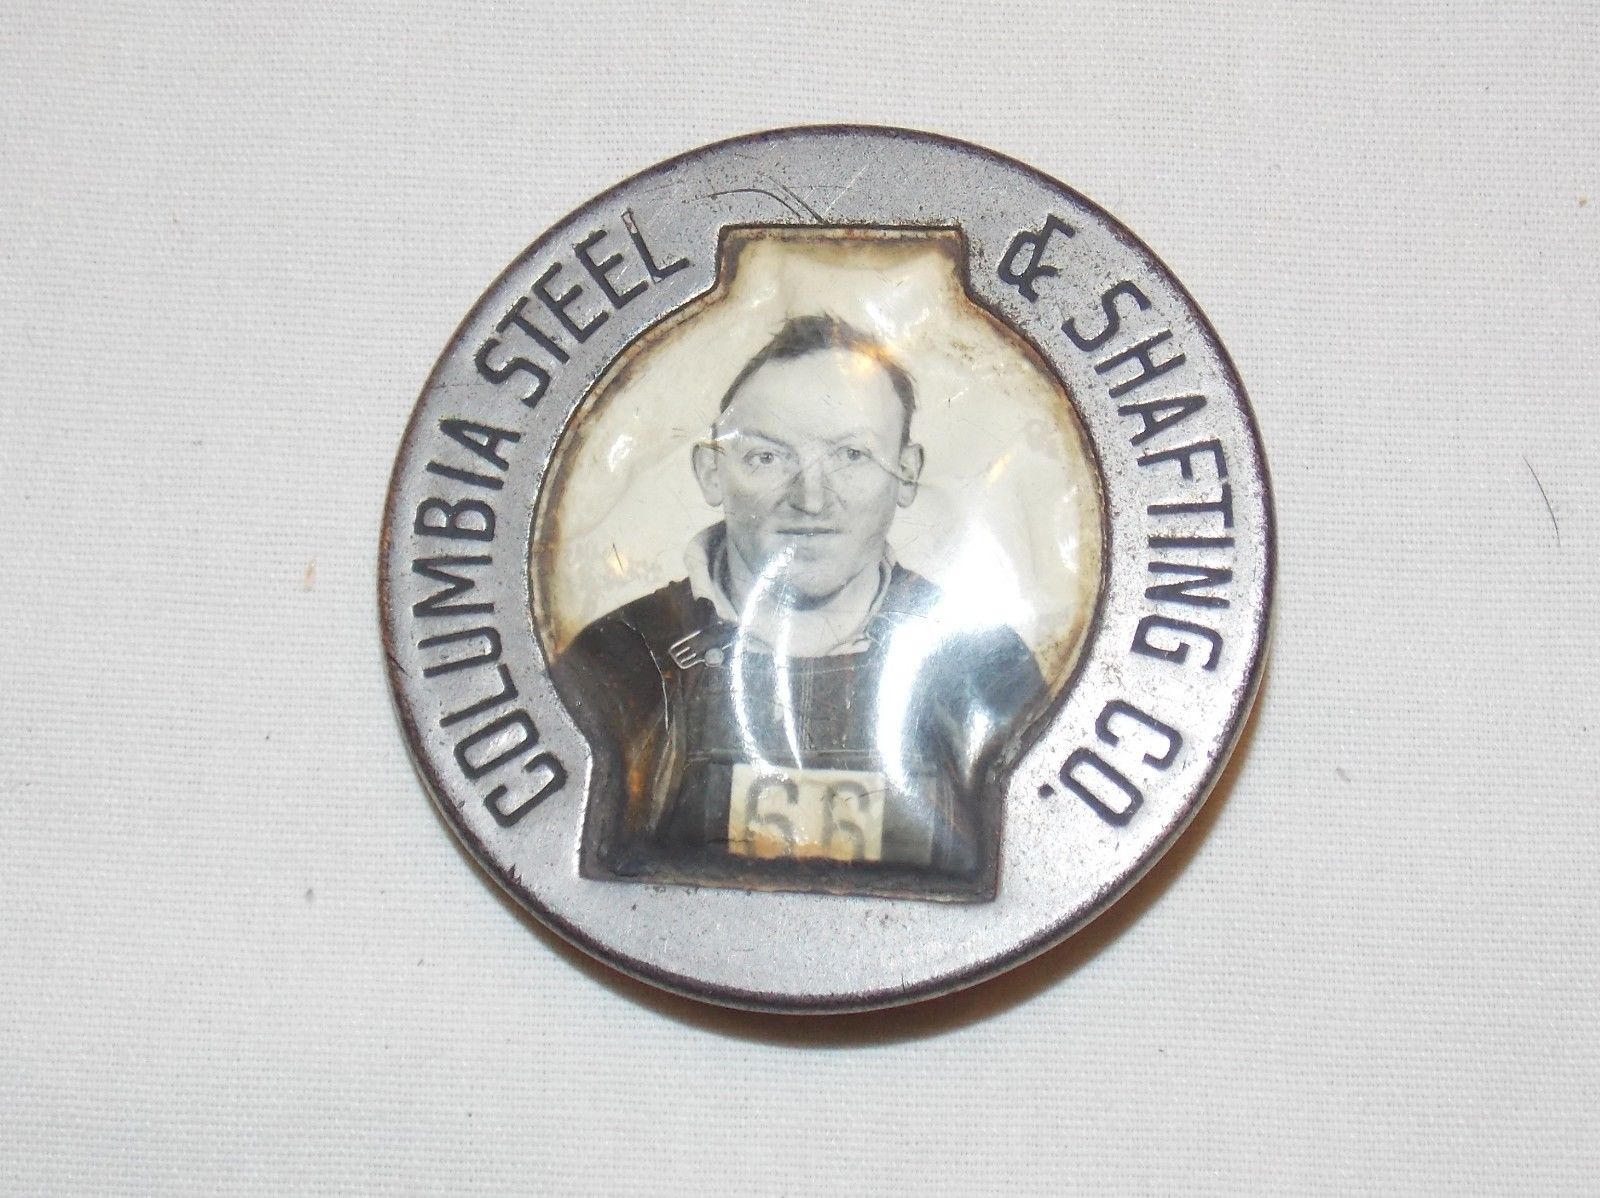 COLUMBIA STEEL & SHAFTING CO.
66